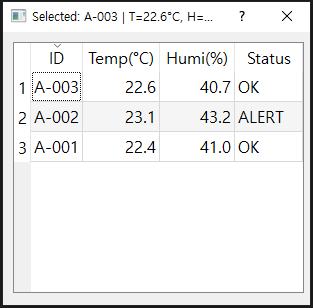 Selected: A-003 | T=22.6°C, H=...
ID Temp(°C) Humi(%) Status
1 A-003 22.6 40.7 OK
2 A-002 23.1 43.2 ALERT
3 A-001 22.4 41.0 OK